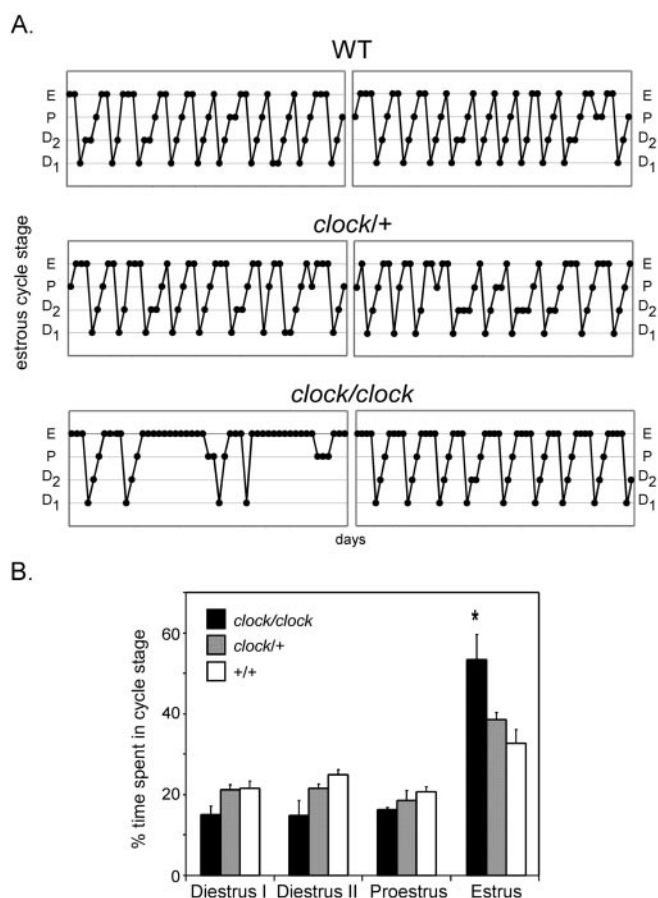 A.
WT
E
P
D2
D1
E
P
D2
D1
clock/+
estrous cycle stage
E
P
D2
D1
E
P
D2
D1
clock/clock
E
P
D2
D1
E
P
D2
D1
days
B.
% time spent in cycle stage
60
40
20
0
*
clock/clock
clock/+
+/+
Diestrus I
Diestrus II
Proestrus
Estrus